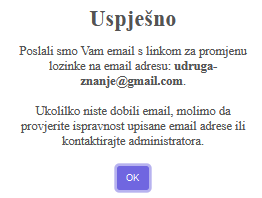 Uspješno
Poslali smo Vam email s linkom za promjenu
lozinke na email adresu: udruga-
znanje@gmail.com.
Ukolilko niste dobili email, molimo da
provjerite ispravnost upisane email adrese ili
kontaktirajte administratora.
OK